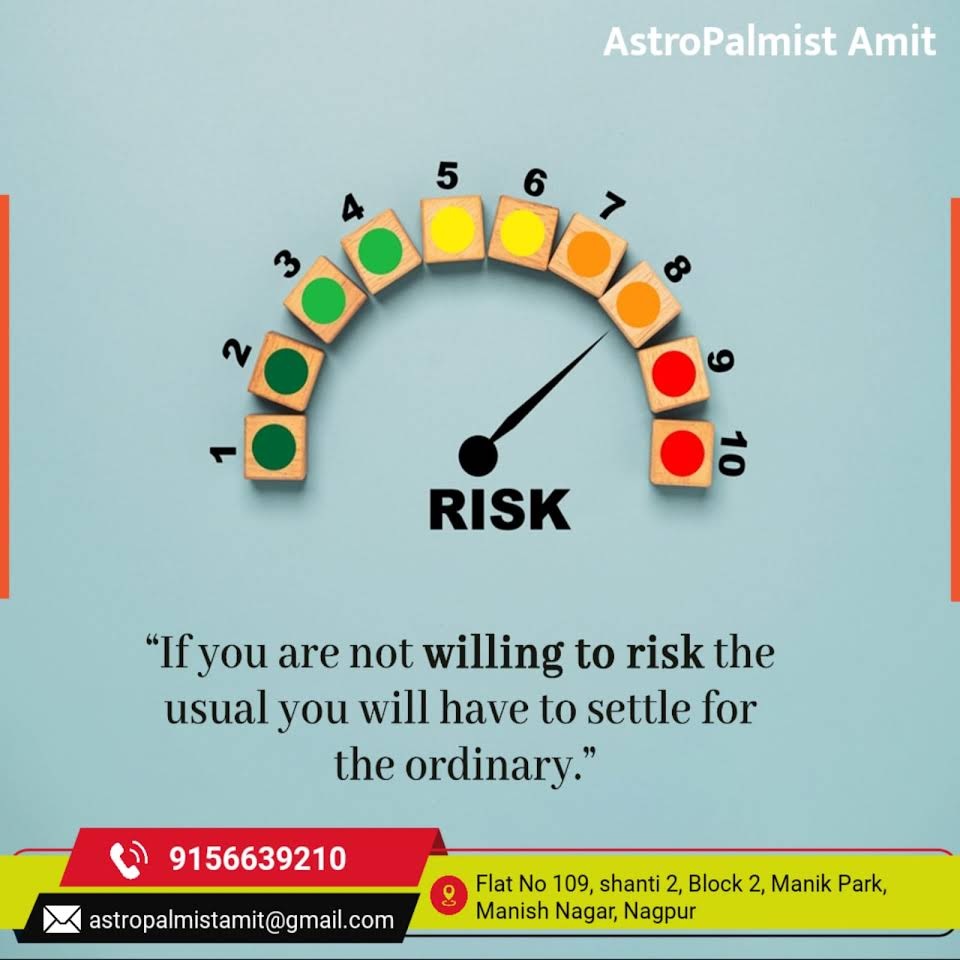 AstroPalmist Amit
1
2
3
4
5
6
7
8
9
10
RISK
“If you are not willing to risk the
usual you will have to settle for
the ordinary.”
9156639210
astropalmistamit@gmail.com
Flat No 109, shanti 2, Block 2, Manik Park,
Manish Nagar, Nagpur